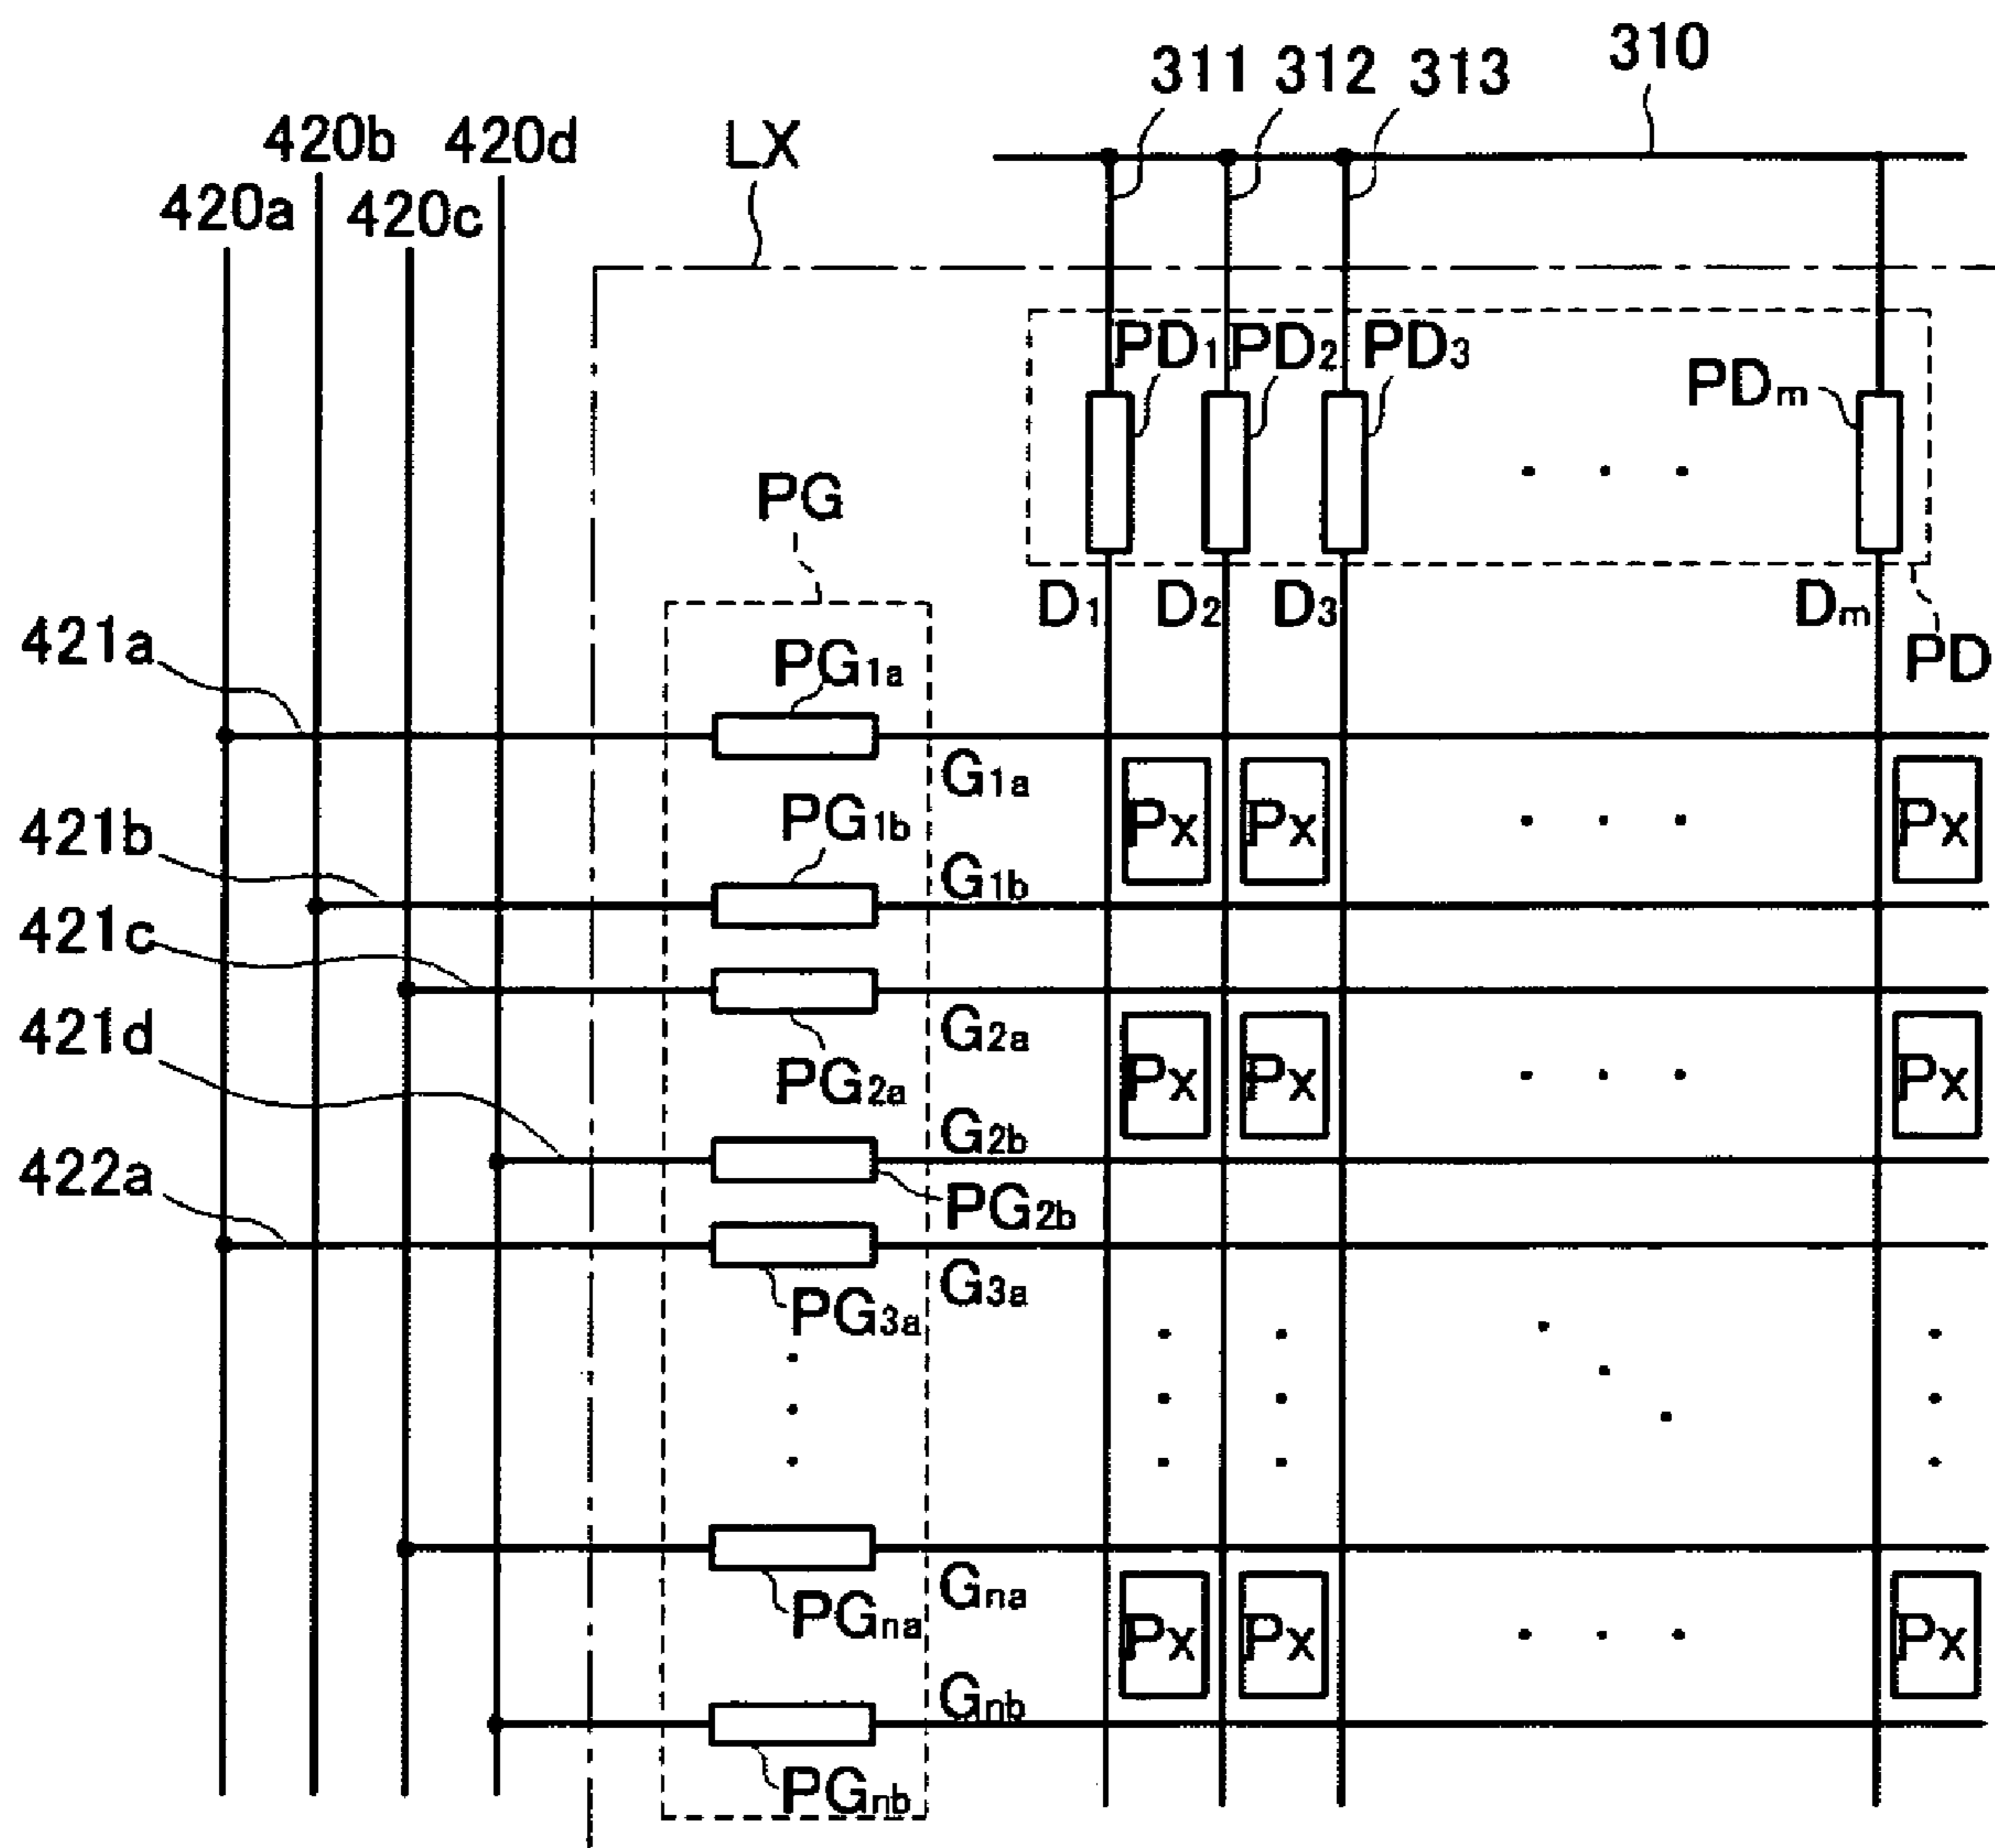 310
311 312 313
420b 420d LX
420a 420c
PD1 PD2 PD3
PDm
PG
D1 D2 D3 Dm
421a PD
PG1a
G1a
PG1b Px Px Px
421b
G1b
421c
G2a
421d PG2a Px Px Px
G2b
422a PG2b
G3a
PG3a
Gna
PGna Px Px Px
Gnb
PGnb